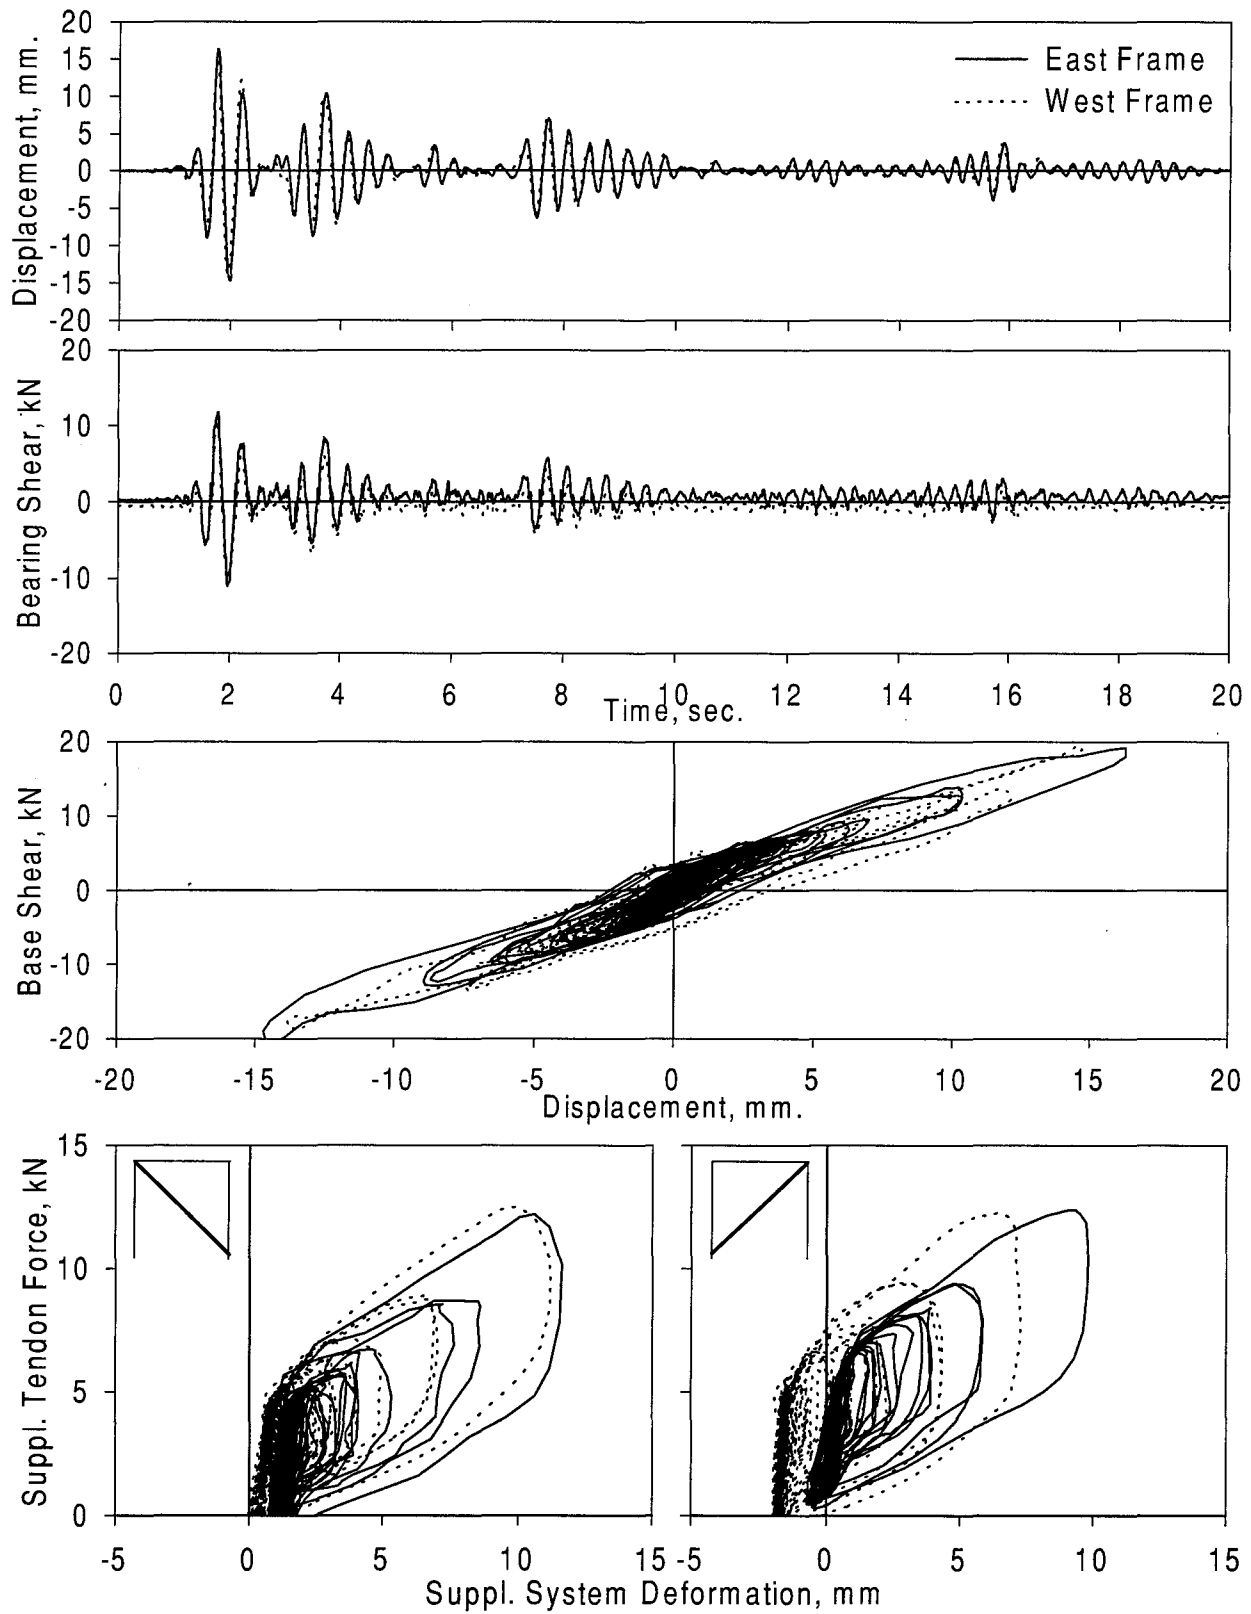 Displacement, mm.
20
15
10
5
0
-5
-10
-15
-20
East Frame
West Frame
Bearing Shear, kN
20
10
0
-10
-20
0 2 4 6 8 10 12 14 16 18 20
Time, sec.
Base Shear, kN
20
10
0
-10
-20
-20 -15 -10 -5 0 5 10 15 20
Displacement, mm.
Suppl. Tendon Force, kN
15
10
5
0
-5 0 5 10 15 -5 0 5 10 15
Suppl. System Deformation, mm